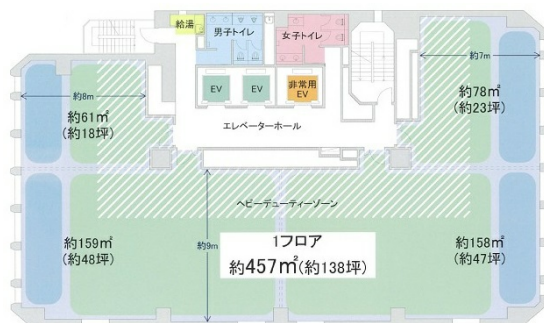 給湯
男子トイレ
女子トイレ
EV
EV
非常用
EV
エレベーターホール
約8m
約7m
約61㎡
(約18坪)
約78㎡
(約23坪)
ヘビーデューティーゾーン
約9m
1フロア
約457㎡(約138坪)
約159㎡
(約48坪)
約158㎡
(約47坪)